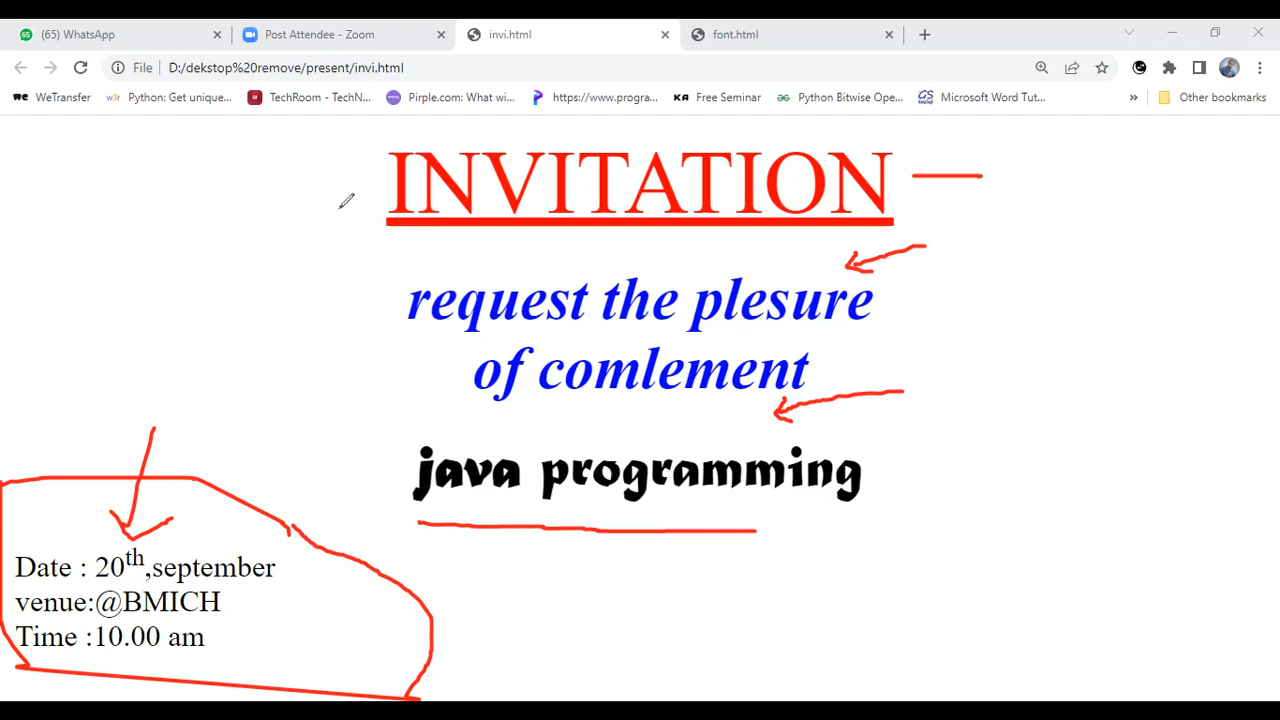 (65) WhatsApp
Post Attendee - Zoom
invi.html
font.html
File
D:/dekstop%20remove/present/invi.html
WeTransfer
Python: Get unique...
TechRoom - TechN...
Pirple.com: What wi...
https://www.progra...
Free Seminar
Python Bitwise Ope...
Microsoft Word Tut...
»
Other bookmarks
INVITATION
request the plesure
of comlement
java programming
Date : 20th,september
venue:@BMICH
Time :10.00 am